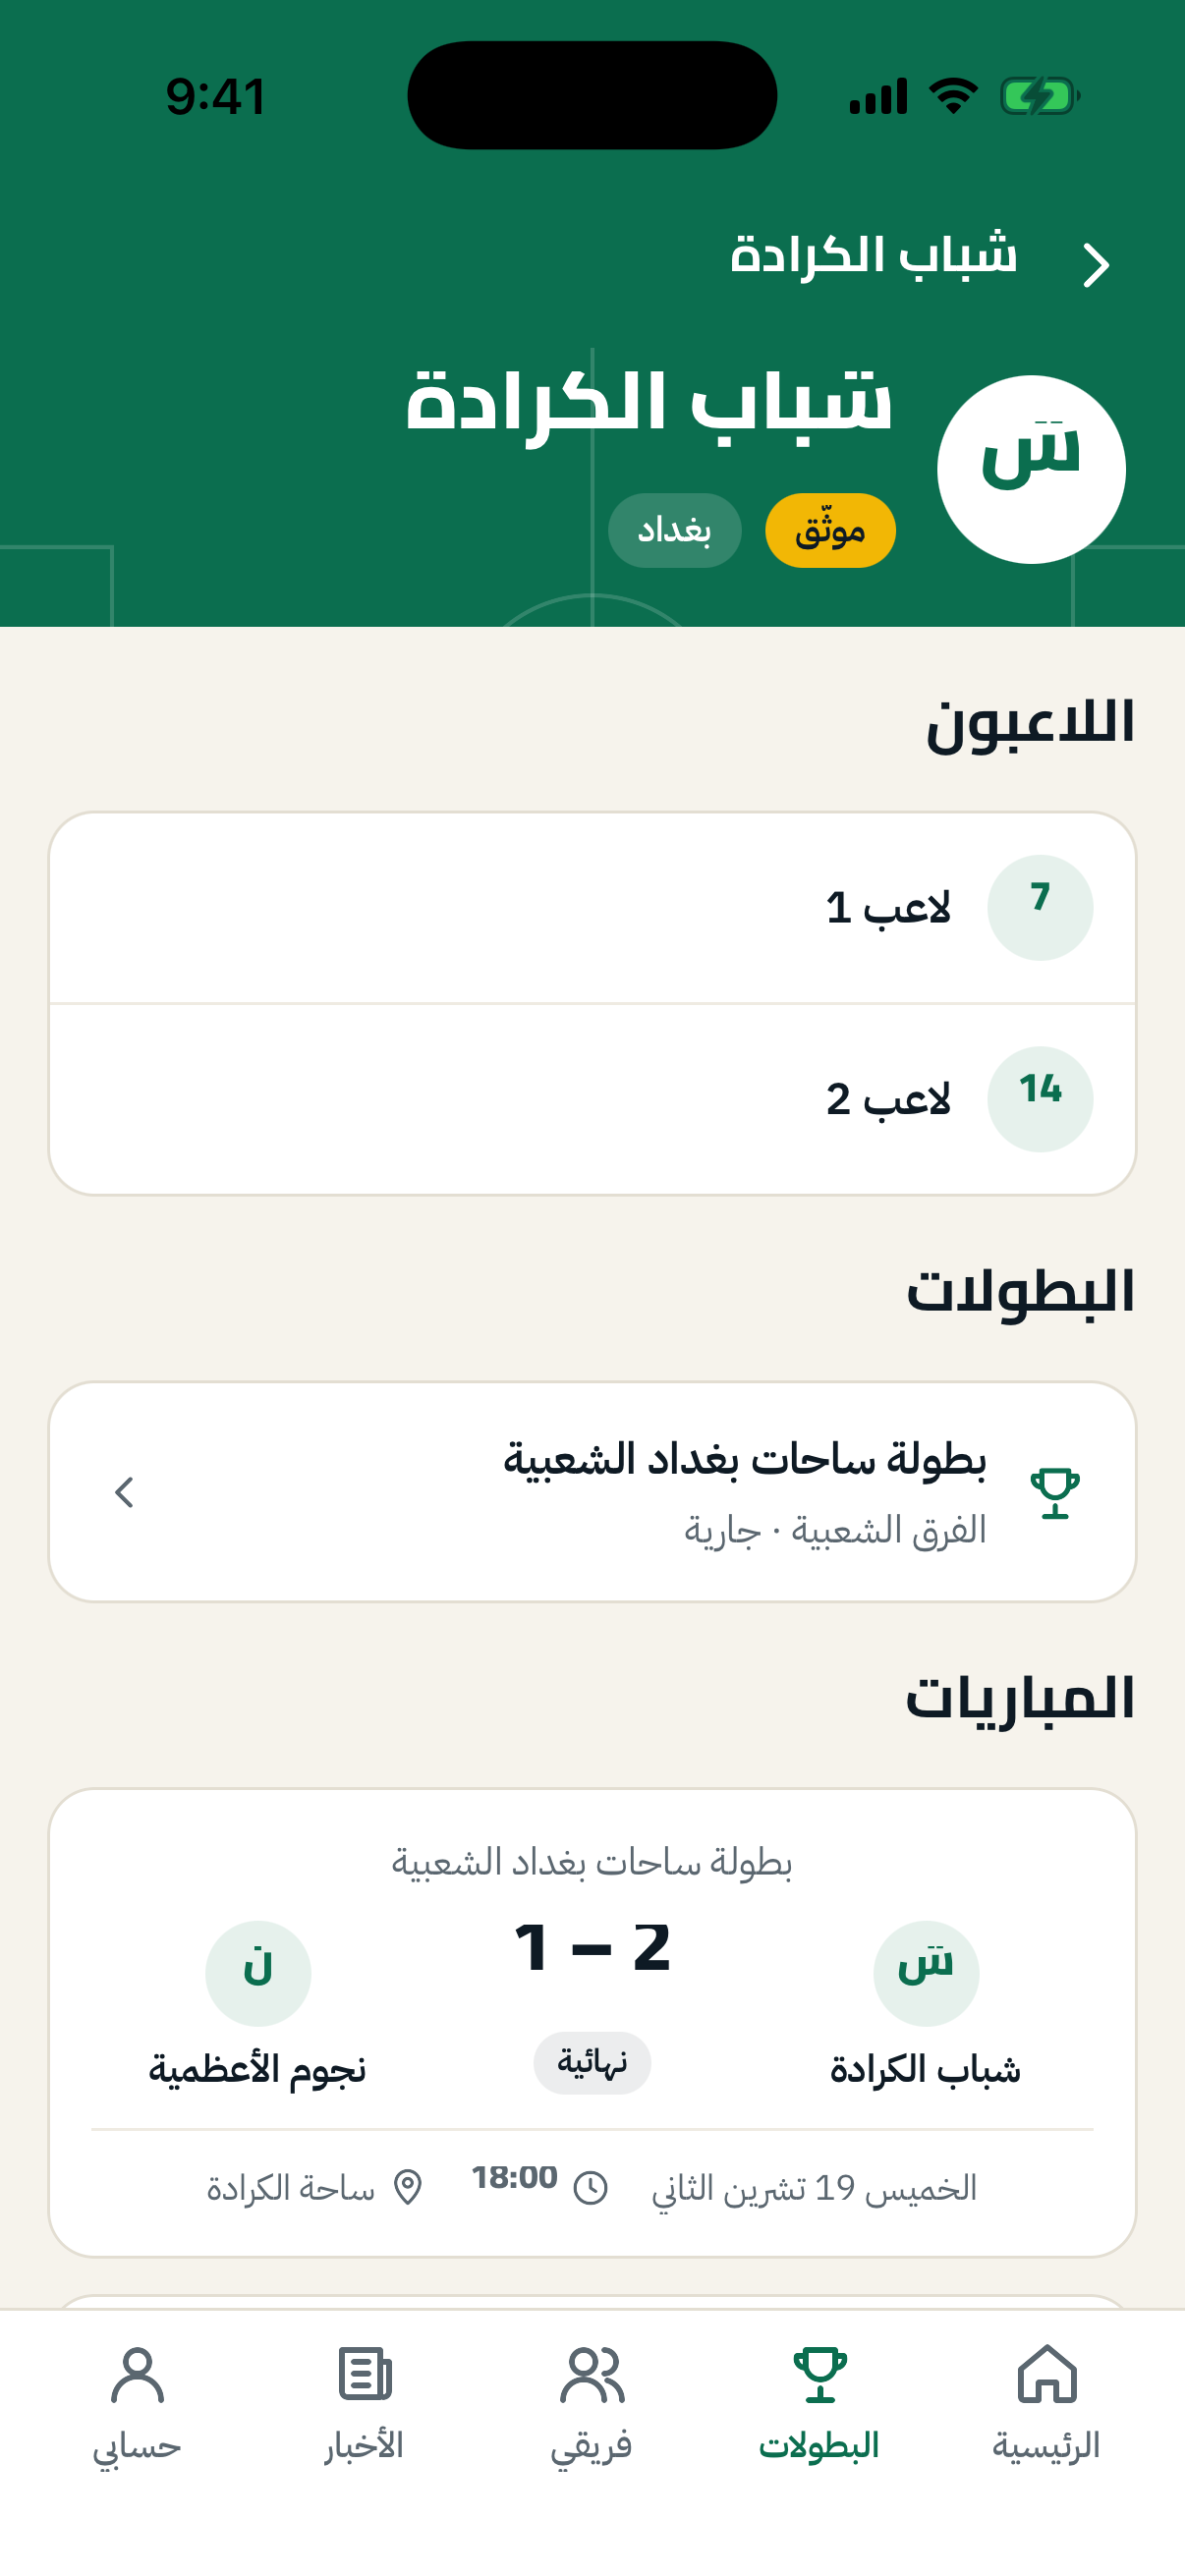 9:41
شباب الكرادة
ش
شباب الكرادة
موثّق
بغداد
اللاعبون
7
لاعب 1
14
لاعب 2
البطولات
بطولة ساحات بغداد الشعبية
الفرق الشعبية · جارية
المباريات
بطولة ساحات بغداد الشعبية
ش
2 – 1
ن
شباب الكرادة
نهائية
نجوم الأعظمية
الخميس 19 تشرين الثاني 18:00 ساحة الكرادة
الرئيسية
البطولات
فريقي
الأخبار
حسابي